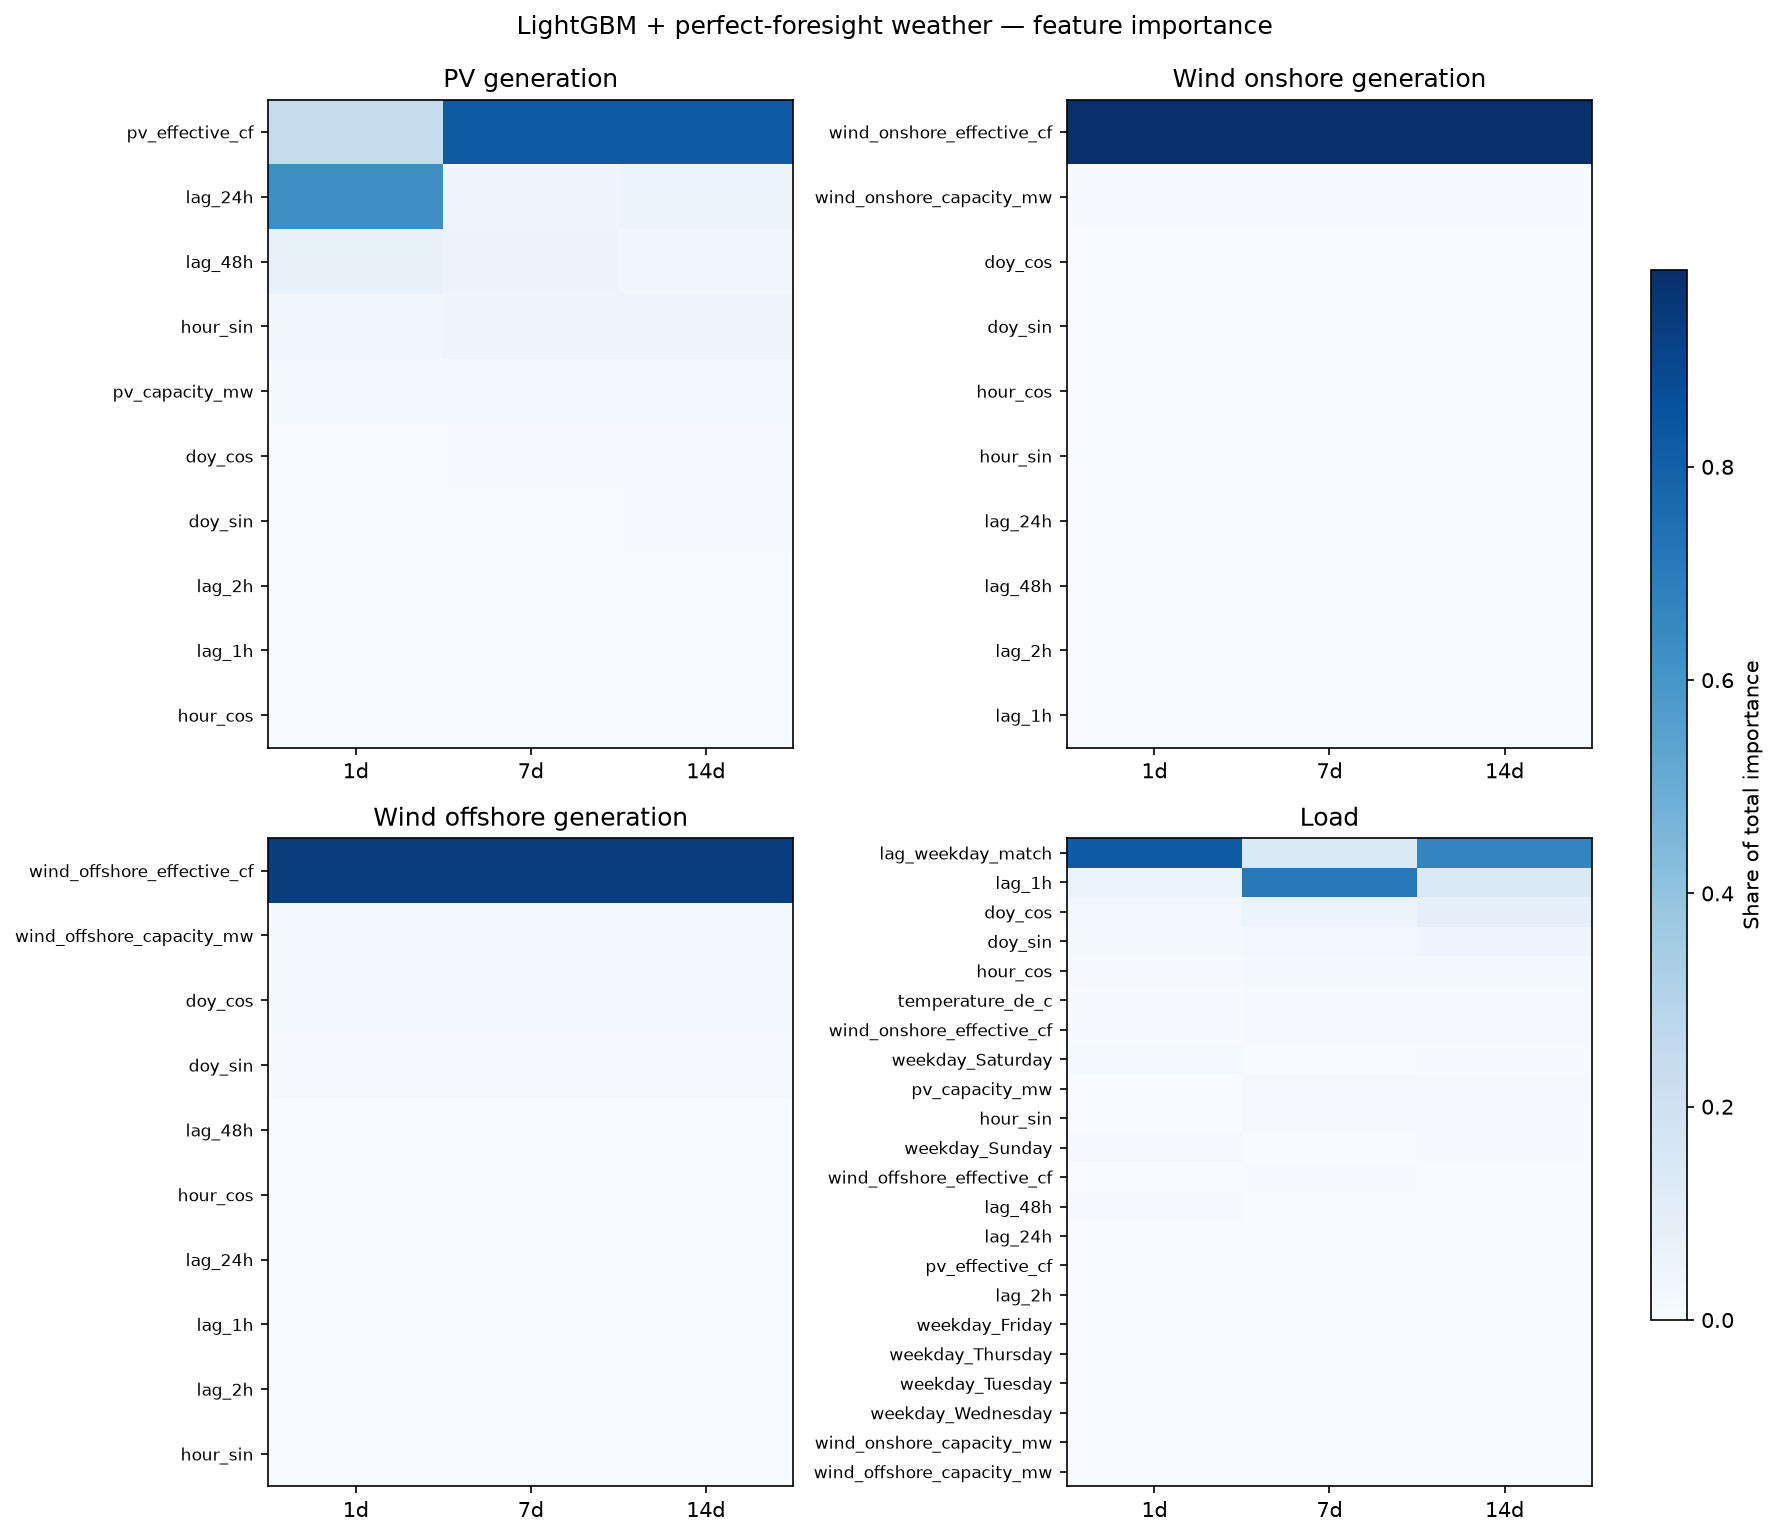 LightGBM + perfect-foresight weather — feature importance
PV generation
pv_effective_cf
lag_24h
lag_48h
hour_sin
pv_capacity_mw
doy_cos
doy_sin
lag_2h
lag_1h
hour_cos
1d 7d 14d
Wind onshore generation
wind_onshore_effective_cf
wind_onshore_capacity_mw
doy_cos
doy_sin
hour_cos
hour_sin
lag_24h
lag_48h
lag_2h
lag_1h
1d 7d 14d
Wind offshore generation
wind_offshore_effective_cf
wind_offshore_capacity_mw
doy_cos
doy_sin
lag_48h
hour_cos
lag_24h
lag_1h
lag_2h
hour_sin
1d 7d 14d
Load
lag_weekday_match
lag_1h
doy_cos
doy_sin
hour_cos
temperature_de_c
wind_onshore_effective_cf
weekday_Saturday
pv_capacity_mw
hour_sin
weekday_Sunday
wind_offshore_effective_cf
lag_48h
lag_24h
pv_effective_cf
lag_2h
weekday_Friday
weekday_Thursday
weekday_Tuesday
weekday_Wednesday
wind_onshore_capacity_mw
wind_offshore_capacity_mw
1d 7d 14d
0.8
0.6
0.4
0.2
0.0
Share of total importance